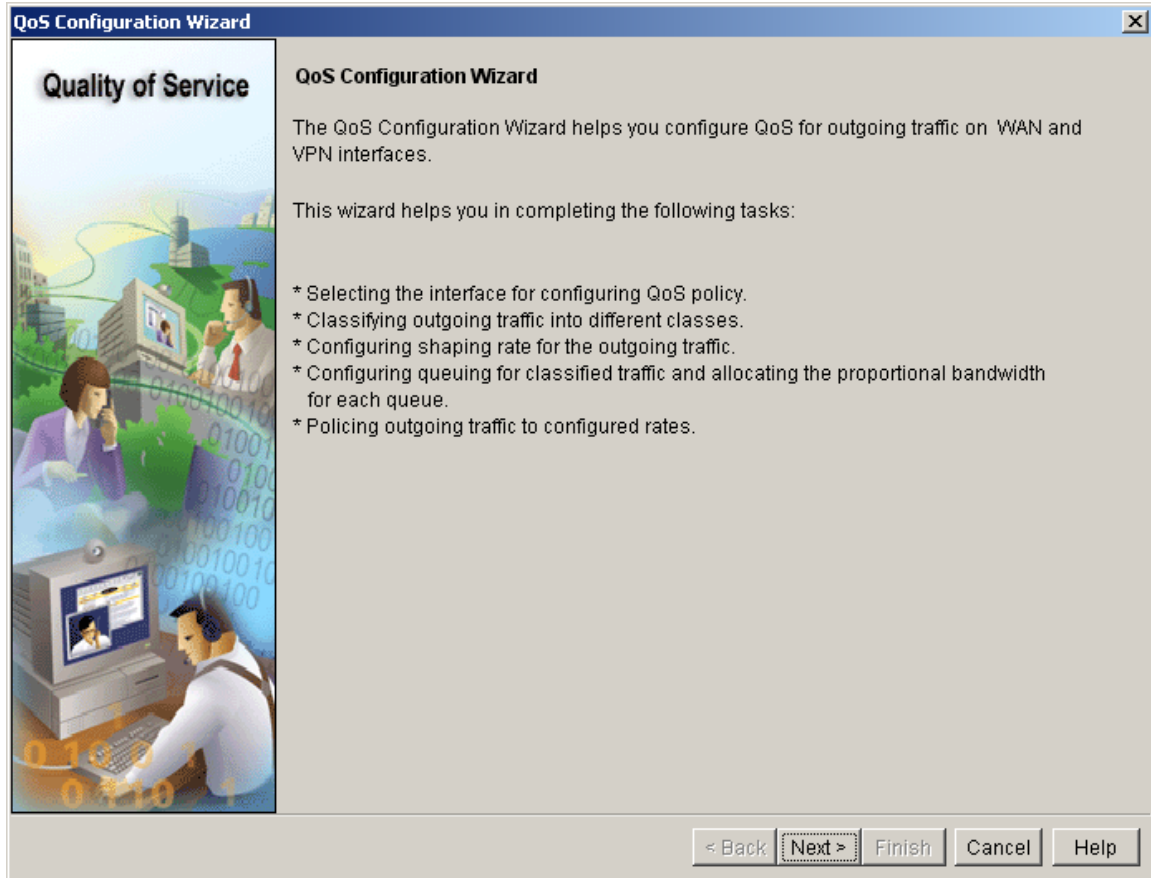 QoS Configuration Wizard
Quality of Service
QoS Configuration Wizard
The QoS Configuration Wizard helps you configure QoS for outgoing traffic on WAN and
VPN interfaces.
This wizard helps you in completing the following tasks:
* Selecting the interface for configuring QoS policy.
* Classifying outgoing traffic into different classes.
* Configuring shaping rate for the outgoing traffic.
* Configuring queuing for classified traffic and allocating the proportional bandwidth
for each queue.
* Policing outgoing traffic to configured rates.
< Back Next > Finish Cancel Help